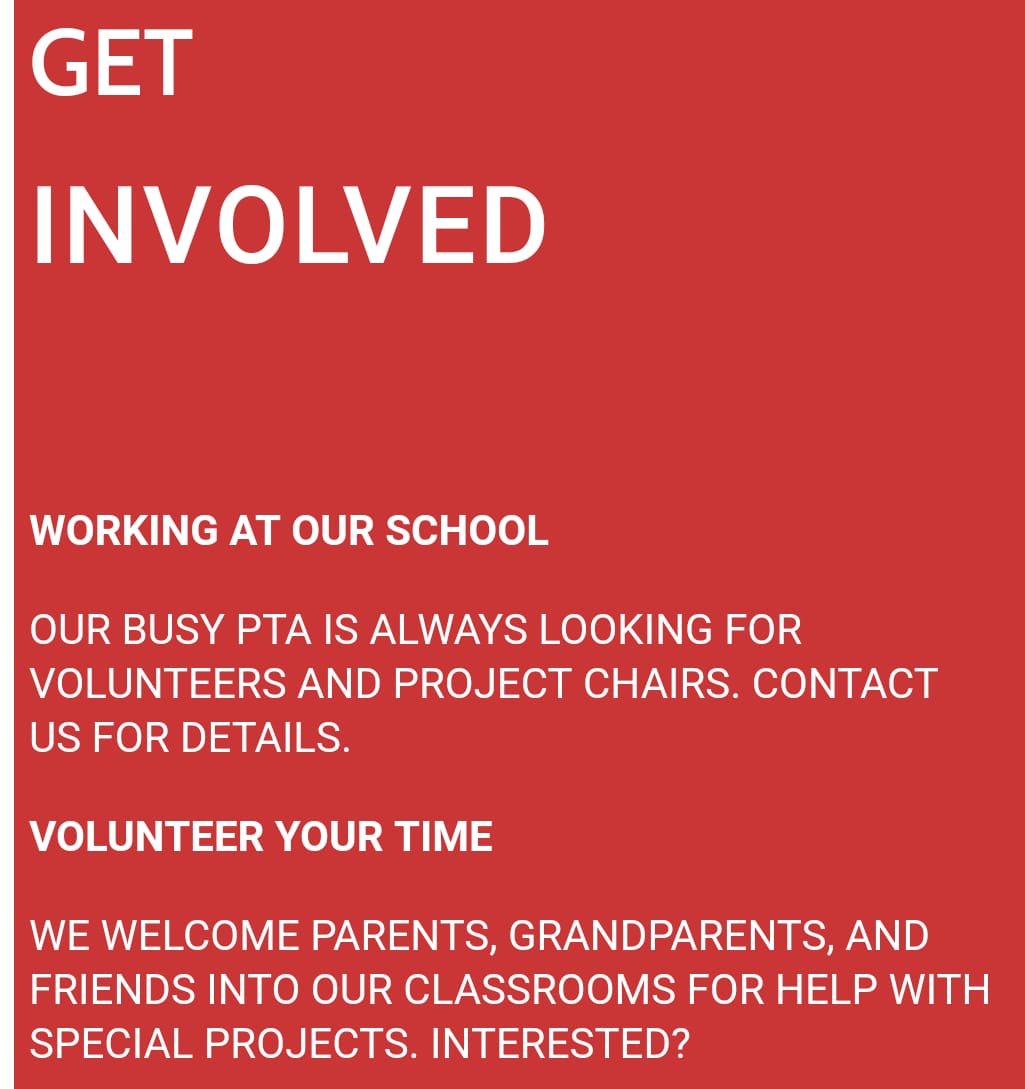 GET
INVOLVED
WORKING AT OUR SCHOOL
OUR BUSY PTA IS ALWAYS LOOKING FOR
VOLUNTEERS AND PROJECT CHAIRS. CONTACT
US FOR DETAILS.
VOLUNTEER YOUR TIME
WE WELCOME PARENTS, GRANDPARENTS, AND
FRIENDS INTO OUR CLASSROOMS FOR HELP WITH
SPECIAL PROJECTS. INTERESTED?